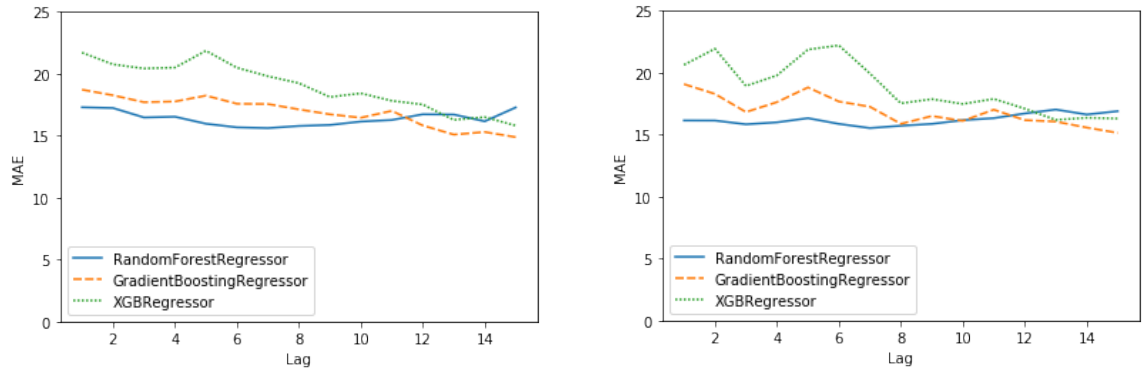 25
20
15
10
5
0
MAE
RandomForestRegressor
GradientBoostingRegressor
XGBRegressor
2 4 6 8 10 12 14
Lag
25
20
15
10
5
0
MAE
RandomForestRegressor
GradientBoostingRegressor
XGBRegressor
2 4 6 8 10 12 14
Lag